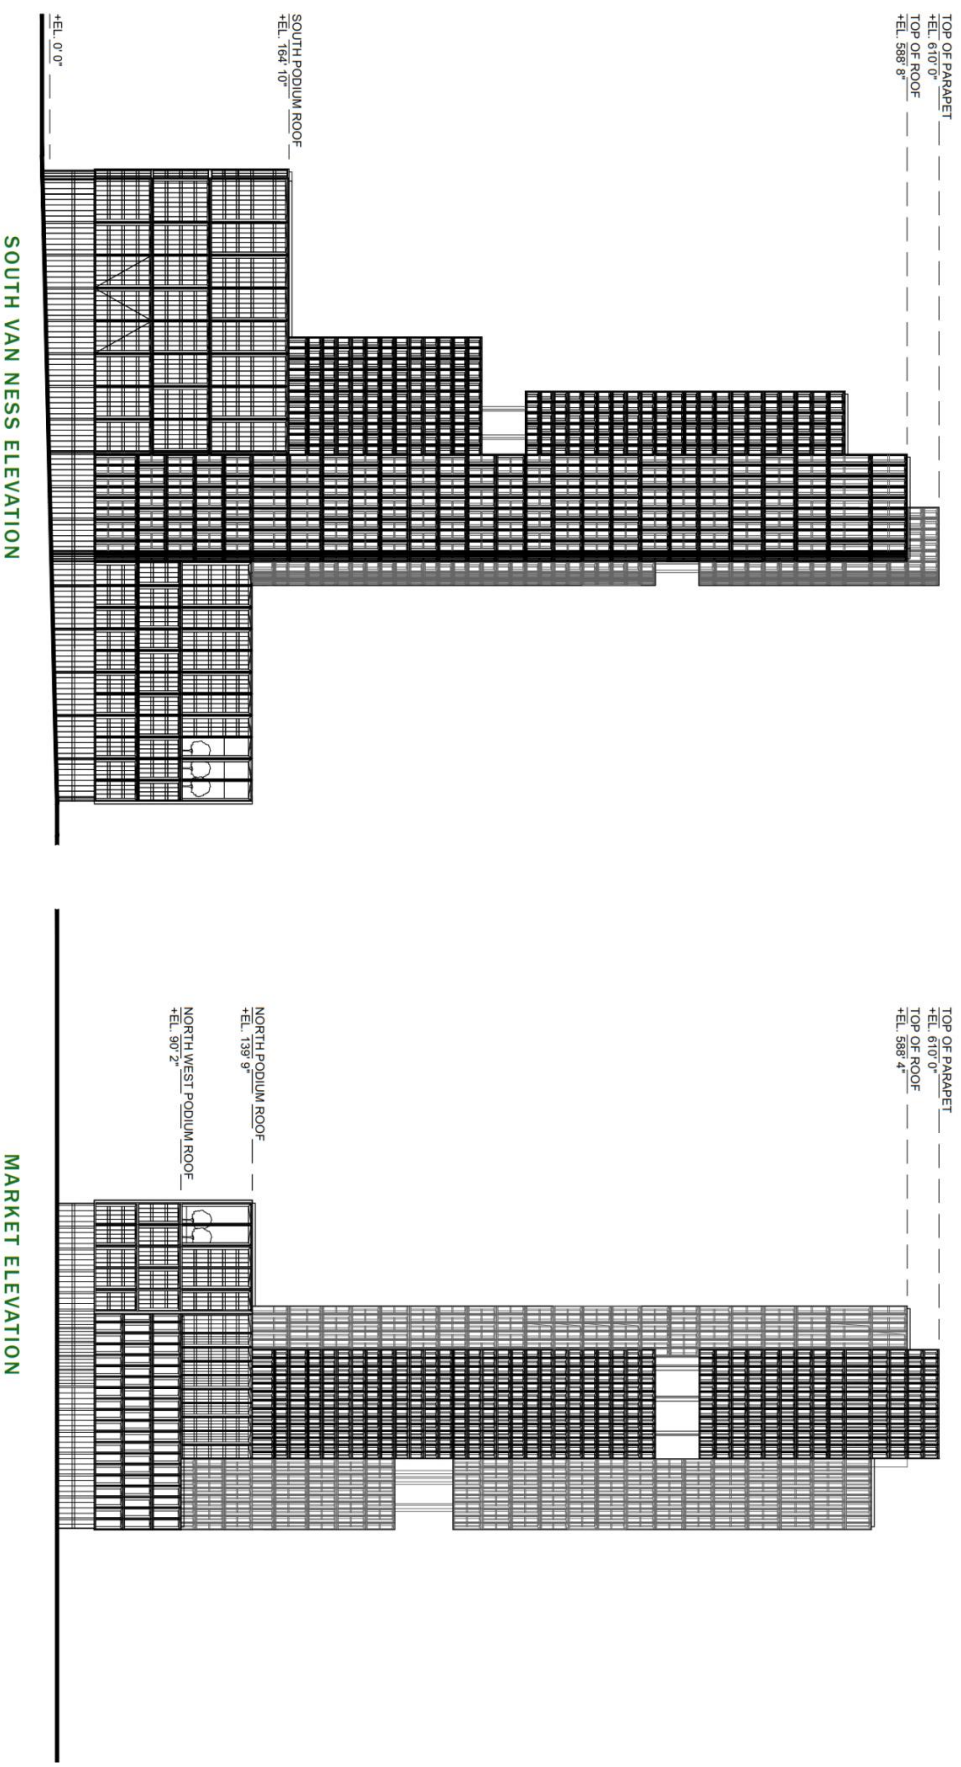 TOP OF PARAPET
+EL. 610' 0"
TOP OF ROOF
+EL. 588' 8"
SOUTH PODIUM ROOF
+EL. 164' 10"
+EL. 0' 0"
SOUTH VAN NESS ELEVATION
TOP OF PARAPET
+EL. 610' 0"
TOP OF ROOF
+EL. 588' 4"
NORTH PODIUM ROOF
+EL. 139' 9"
NORTH WEST PODIUM ROOF
+EL. 90' 2"
MARKET ELEVATION